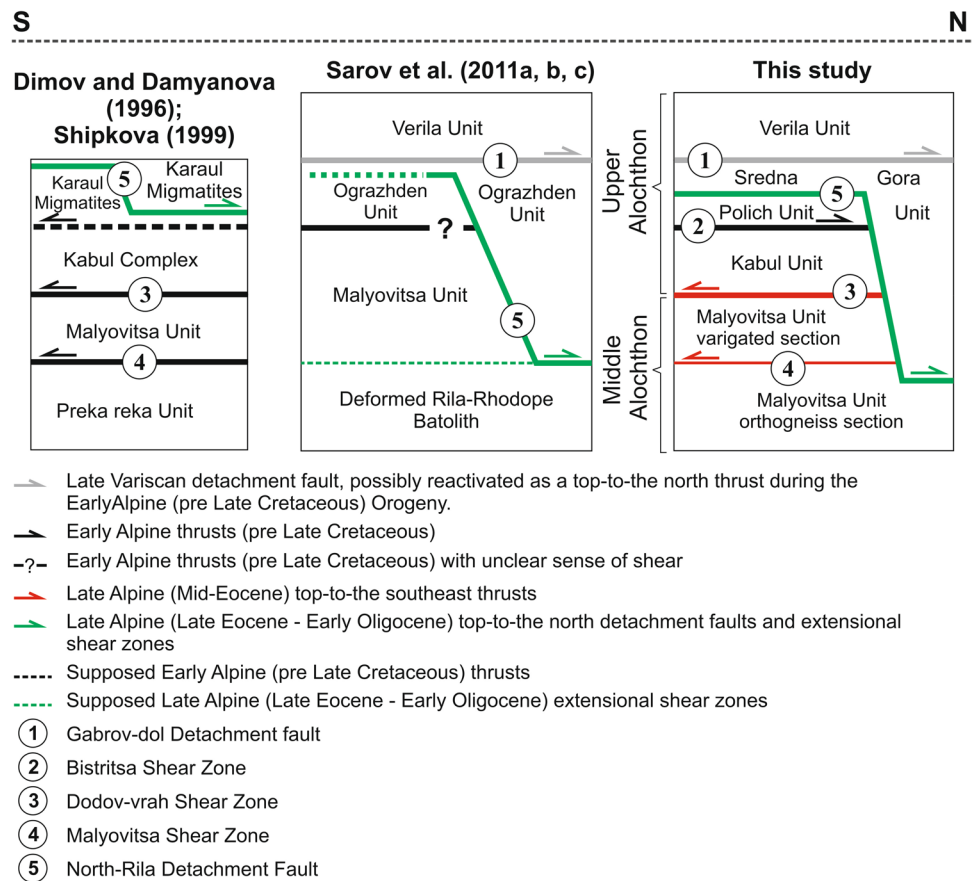 S
N
Dimov and Damyanova
(1996);
Shipkova (1999)
Karaul
Migmatites
5
Karaul
Migmatites
Kabul Complex
3
Malyovitsa Unit
4
Preka reka Unit
Sarov et al. (2011a, b, c)
Verila Unit
1
Ograzhden
Unit
Ograzhden
Unit
?
Malyovitsa Unit
5
Deformed Rila-Rhodope
Batolith
This study
Upper
Alochthon
Middle
Alochthon
Verila Unit
1
Sredna
5
Gora
Unit
Polich Unit
2
Kabul Unit
3
Malyovitsa Unit
varigated section
4
Malyovitsa Unit
orthogneiss section
Late Variscan detachment fault, possibly reactivated as a top-to-the north thrust during the
EarlyAlpine (pre Late Cretaceous) Orogeny.
Early Alpine thrusts (pre Late Cretaceous)
-?- Early Alpine thrusts (pre Late Cretaceous) with unclear sense of shear
Late Alpine (Mid-Eocene) top-to-the southeast thrusts
Late Alpine (Late Eocene - Early Oligocene) top-to-the north detachment faults and extensional
shear zones
Supposed Early Alpine (pre Late Cretaceous) thrusts
Supposed Late Alpine (Late Eocene - Early Oligocene) extensional shear zones
1 Gabrov-dol Detachment fault
2 Bistritsa Shear Zone
3 Dodov-vrah Shear Zone
4 Malyovitsa Shear Zone
5 North-Rila Detachment Fault